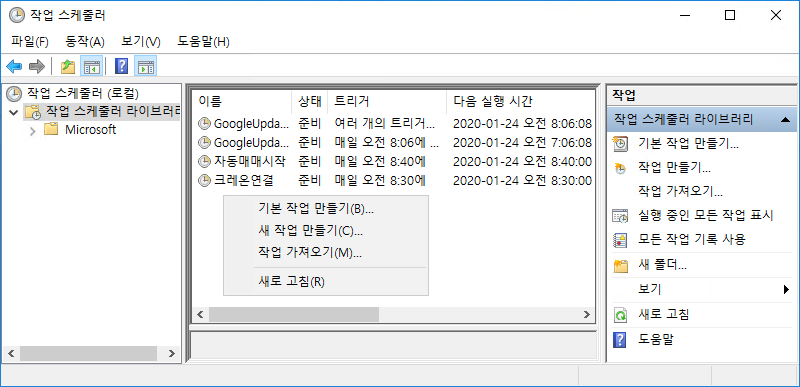 작업 스케줄러
파일(F) 동작(A) 보기(V) 도움말(H)
작업 스케줄러 (로컬)
작업 스케줄러 라이브러리
Microsoft
이름 상태 트리거 다음 실행 시간
GoogleUpda... 준비 여러 개의 트리거... 2020-01-24 오전 8:06:08
GoogleUpda... 준비 매일 오전 8:06에 ... 2020-01-24 오전 7:06:08
자동매매시작 준비 매일 오전 8:40에 2020-01-24 오전 8:40:00
크레온연결 준비 매일 오전 8:30에 2020-01-24 오전 8:30:00
기본 작업 만들기(B)...
새 작업 만들기(C)...
작업 가져오기(M)...
새로 고침(R)
작업
작업 스케줄러 라이브러리
기본 작업 만들기...
작업 만들기...
작업 가져오기...
실행 중인 모든 작업 표시
모든 작업 기록 사용
새 폴더...
보기
새로 고침
도움말